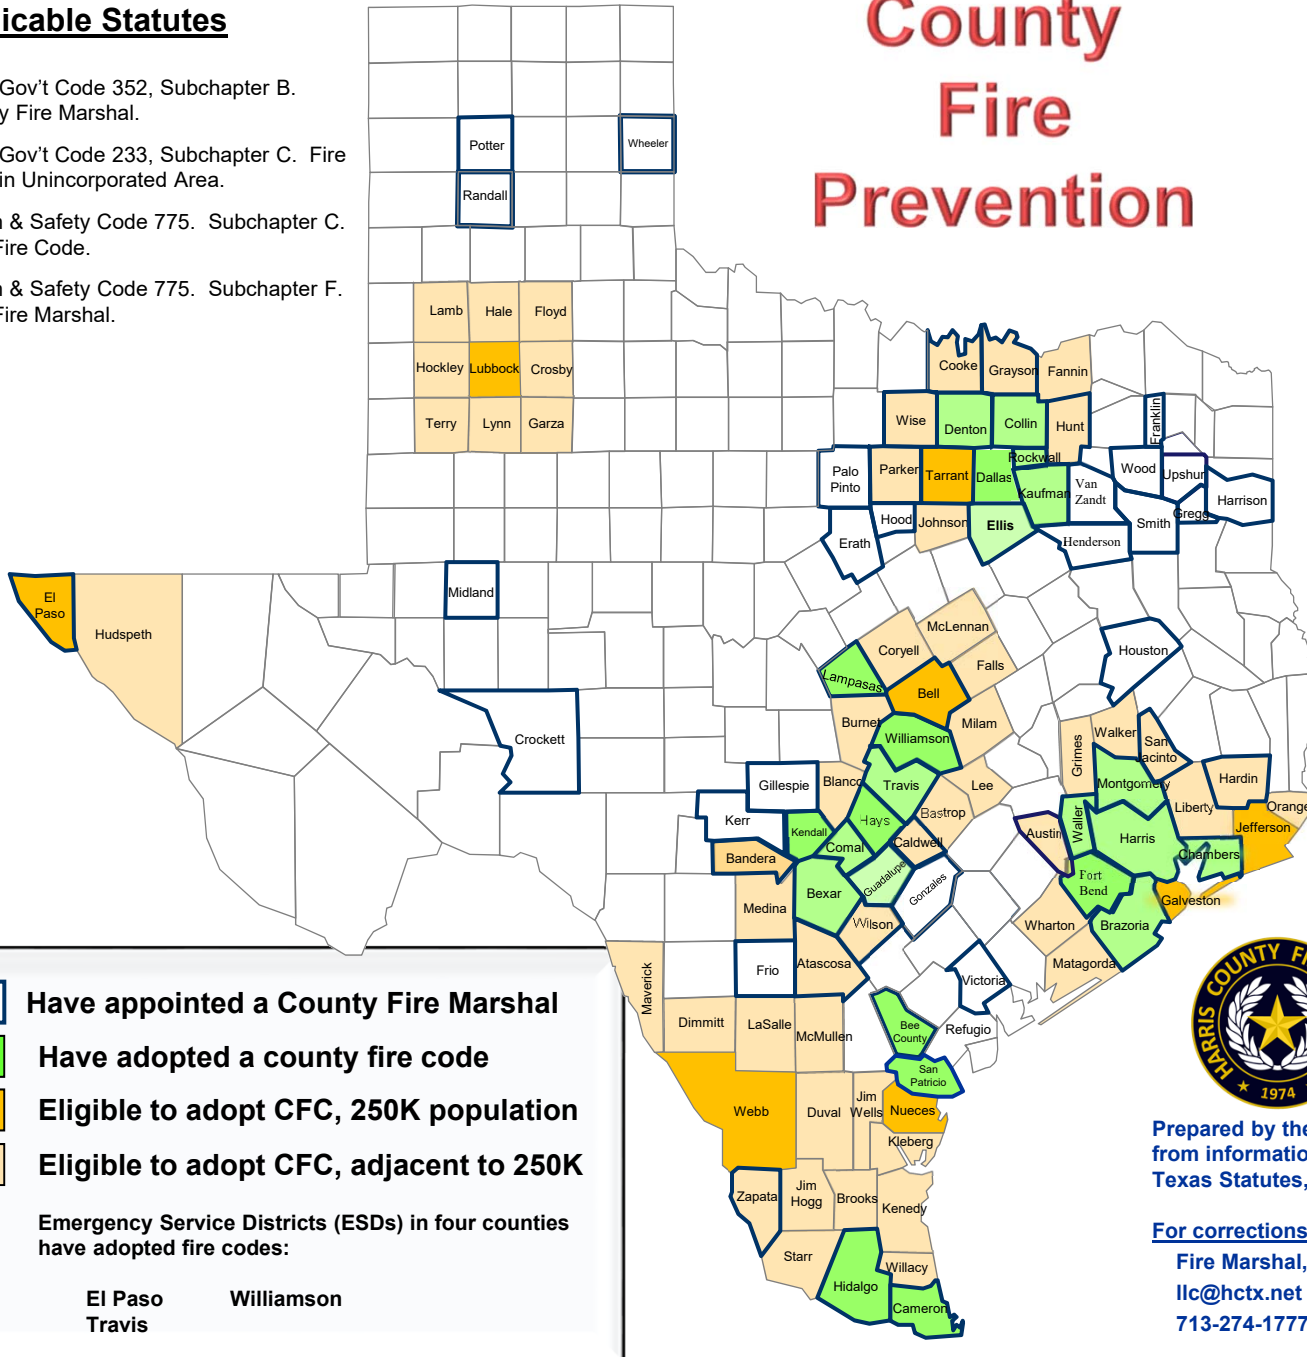 icable Statutes
County
Fire
Prevention
Gov't Code 352, Subchapter B.
y Fire Marshal.
Gov't Code 233, Subchapter C.  Fire
in Unincorporated Area.
& Safety Code 775.  Subchapter C.
Fire Code.
& Safety Code 775.  Subchapter F.
Fire Marshal.
Potter
Wheeler
Randall
Lamb
Hale
Floyd
Hockley
Lubbock
Crosby
Terry
Lynn
Garza
Cooke
Grayson
Fannin
Wise
Denton
Collin
Hunt
Franklin
Palo
Pinto
Parker
Tarrant
Dallas
Rockwall
Kaufman
Van
Zandt
Wood
Upshur
Harrison
Gregg
Smith
Hood
Johnson
Ellis
Erath
Henderson
Midland
El
Paso
Hudspeth
McLennan
Coryell
Falls
Houston
Lampasas
Bell
Burnet
Milam
Williamson
Grimes
Walker
San
Jacinto
Crockett
Gillespie
Blanco
Travis
Lee
Montgomery
Hardin
Liberty
Orange
Kerr
Kendall
Hays
Bastrop
Comal
Caldwell
Austin
Waller
Harris
Jefferson
Chambers
Bandera
Guadalupe
Gonzales
Bexar
Fort
Bend
Galveston
Medina
Wilson
Wharton
Brazoria
Frio
Atascosa
Victoria
Matagorda
Maverick
Dimmitt
LaSalle
McMullen
Bee
County
Refugio
San
Patricio
Webb
Duval
Jim
Wells
Nueces
Kleberg
Zapata
Jim
Hogg
Brooks
Kenedy
Starr
Willacy
Hidalgo
Cameron
Have appointed a County Fire Marshal
Have adopted a county fire code
Eligible to adopt CFC, 250K population
Eligible to adopt CFC, adjacent to 250K
Emergency Service Districts (ESDs) in four counties
have adopted fire codes:
El Paso
Williamson
Travis
HARRIS COUNTY FI
1974
Prepared by the
from informatio
Texas Statutes,
For corrections
Fire Marshal,
llc@hctx.net
713-274-1777